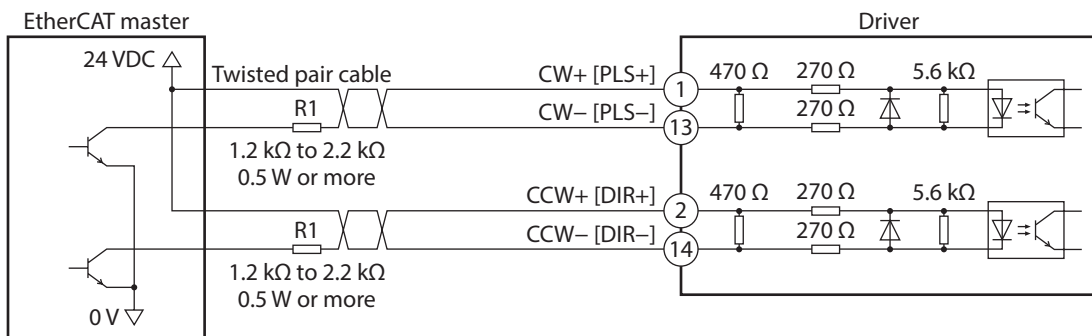 EtherCAT master
Driver
24 VDC
Twisted pair cable
CW+ [PLS+]
1
470 Ω
270 Ω
5.6 kΩ
R1
CW– [PLS–]
13
270 Ω
1.2 kΩ to 2.2 kΩ
0.5 W or more
CCW+ [DIR+]
2
470 Ω
270 Ω
5.6 kΩ
R1
CCW– [DIR–]
14
270 Ω
1.2 kΩ to 2.2 kΩ
0.5 W or more
0 V